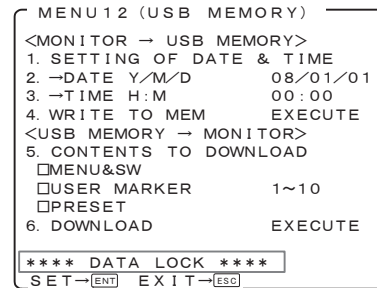 MENU12 (USB MEMORY)
<MONITOR → USB MEMORY>
1. SETTING OF DATE & TIME
2. →DATE Y/M/D 08/01/01
3. →TIME H:M 00:00
4. WRITE TO MEM EXECUTE
<USB MEMORY → MONITOR>
5. CONTENTS TO DOWNLOAD
□MENU&SW
□USER MARKER 1~10
□PRESET
6. DOWNLOAD EXECUTE
**** DATA LOCK ****
SET→ENT EXIT→ESC